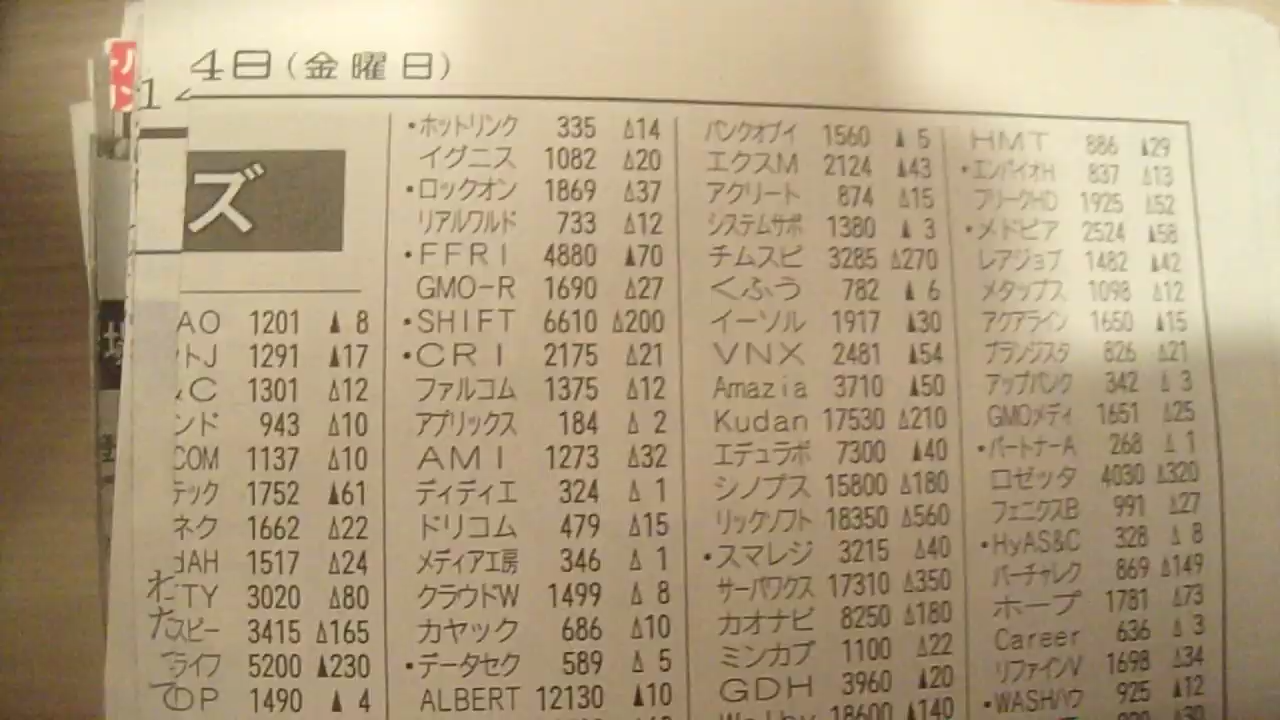 4日(金曜日)
ズ
AO 1201 ▲ 8
トJ 1291 ▲17
&C 1301 △12
ンド 943 △10
COM 1137 △10
テック 1752 ▲61
ネク 1662 △22
HAH 1517 △24
TY 3020 △80
スピー 3415 △165
ライフ 5200 ▲230
OP 1490 ▲ 4
・ホットリンク 335 △14
イグニス 1082 △20
・ロックオン 1869 △37
リアルワルド 733 △12
・FFRI 4880 ▲70
GMO-R 1690 △27
・SHIFT 6610 △200
・CRI 2175 △21
ファルコム 1375 △12
アプリックス 184 △ 2
AMI 1273 △32
ディディエ 324 △ 1
ドリコム 479 △15
メディア工房 346 △ 1
クラウドW 1499 △ 8
カヤック 686 △10
・データセク 589 △ 5
ALBERT 12130 ▲10
バンクオブイ 1560 ▲ 5
エクスM 2124 ▲43
アクリート 874 △15
システムサポ 1380 ▲ 3
チムスピ 3285 △270
くふう 782 ▲ 6
イーソル 1917 ▲30
VNX 2481 ▲54
Amazia 3710 ▲50
Kudan 17530 △210
エデュラボ 7300 ▲40
シノプス 15800 △180
リックソフト 18350 △560
・スマレジ 3215 △40
サーバワクス 17310 △350
カオナビ 8250 △180
ミンカブ 1100 △22
GDH 3960 ▲20
Welby 18600 ▲140
HMT 886 ▲29
・エンバイオH 837 △13
フリークHD 1925 △52
・メドピア 2524 ▲58
レアジョブ 1482 ▲42
メタップス 1098 △12
アクアライン 1650 ▲15
ブランジスタ 826 △21
アップバンク 342 △ 3
GMOメディ 1651 △25
・パートナーA 268 △ 1
ロゼッタ 4030 △320
フェニクスB 991 △27
・HyAS&C 328 △ 8
バーチャレク 869 △149
ホープ 1781 △73
Career 636 △ 3
リファインV 1698 △34
・WASHハウ 925 ▲12